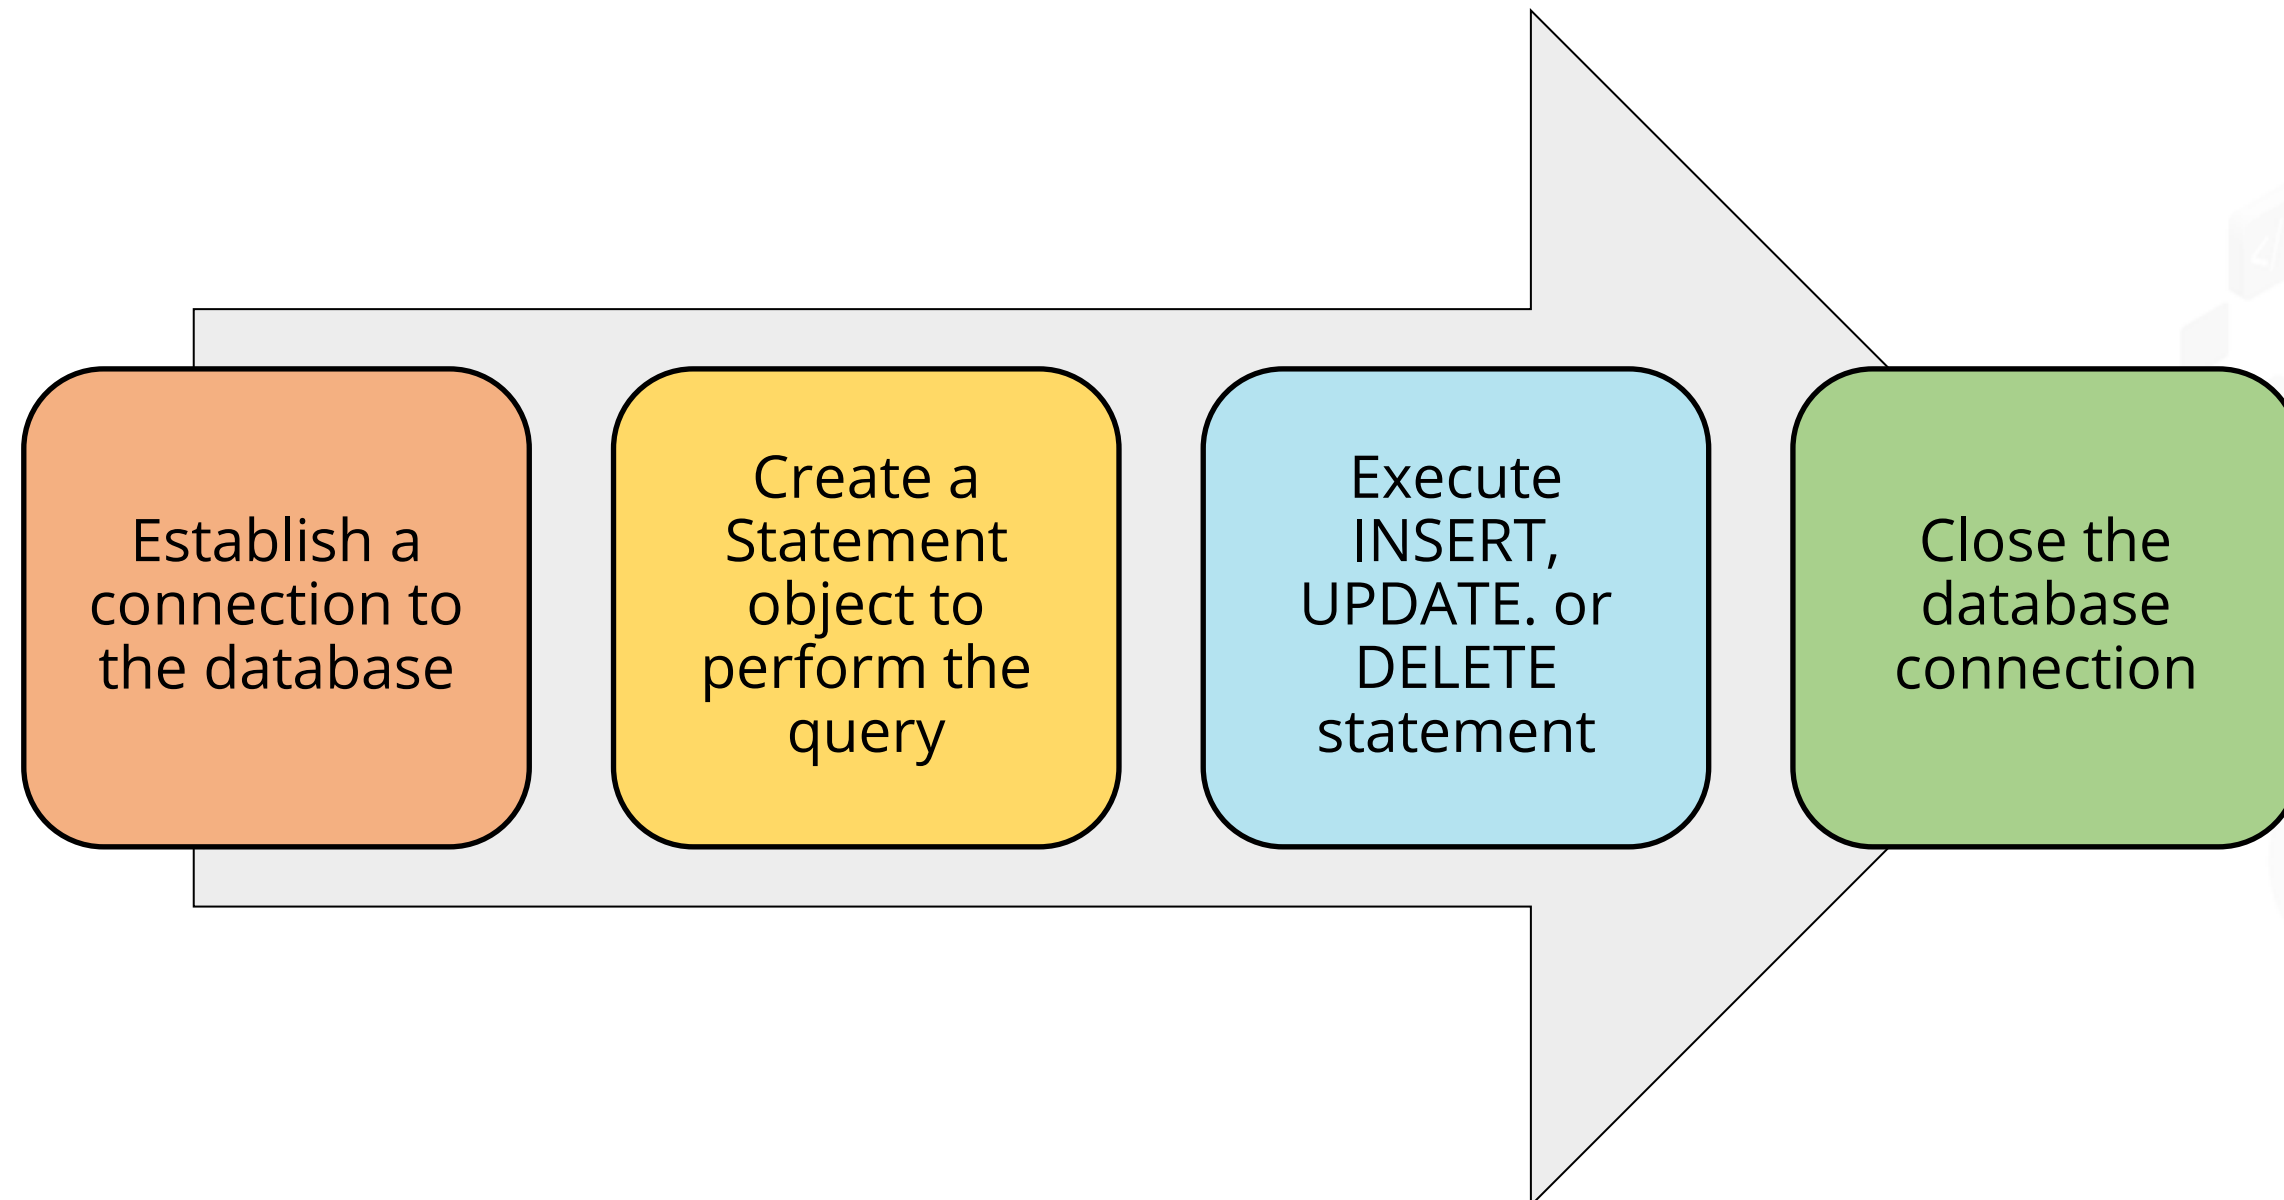 Establish a
connection to
the database
Create a
Statement
object to
perform the
query
Execute
INSERT,
UPDATE. or
DELETE
statement
Close the
database
connection